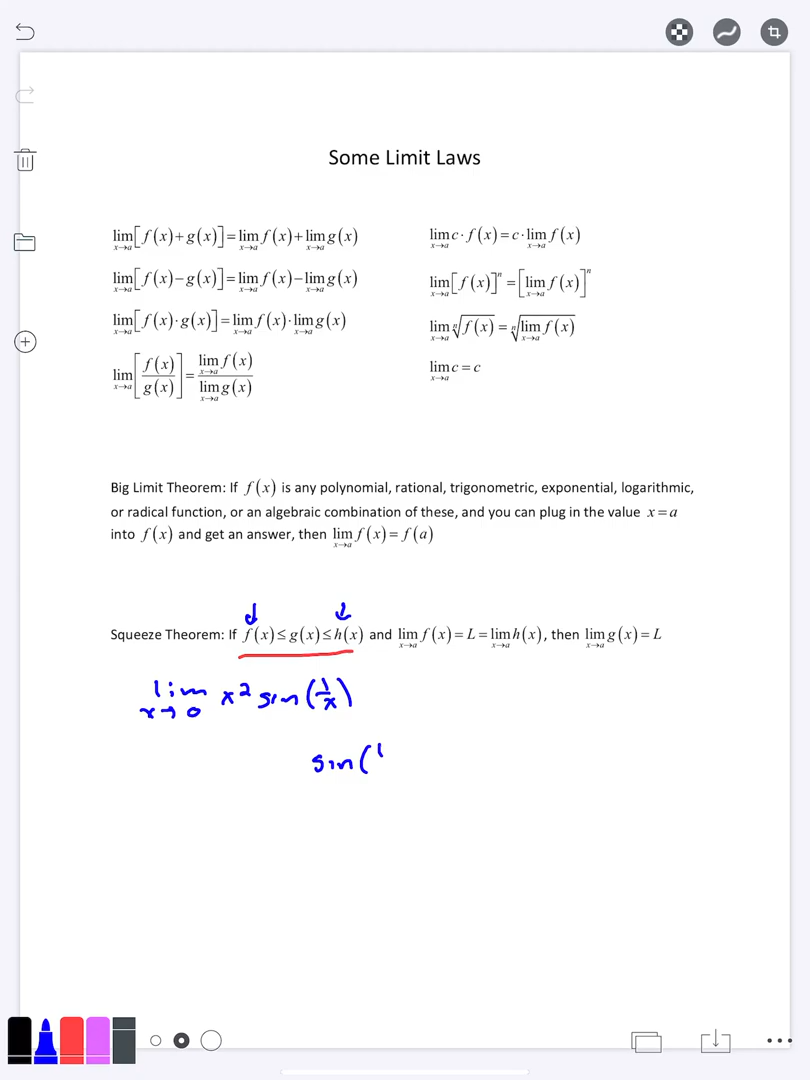 Some Limit Laws
lim x→a [f(x)+g(x)] = lim x→a f(x) + lim x→a g(x)
lim x→a c·f(x) = c·lim x→a f(x)
lim x→a [f(x)−g(x)] = lim x→a f(x) − lim x→a g(x)
lim x→a [f(x)]^n = [lim x→a f(x)]^n
lim x→a [f(x)·g(x)] = lim x→a f(x) · lim x→a g(x)
lim x→a ⁿ√f(x) = ⁿ√lim x→a f(x)
lim x→a [f(x)/g(x)] = lim x→a f(x) / lim x→a g(x)
lim x→a c = c
Big Limit Theorem: If f(x) is any polynomial, rational, trigonometric, exponential, logarithmic,
or radical function, or an algebraic combination of these, and you can plug in the value x=a
into f(x) and get an answer, then lim x→a f(x) = f(a)
Squeeze Theorem: If f(x) ≤ g(x) ≤ h(x) and lim x→a f(x) = L = lim x→a h(x), then lim x→a g(x) = L
lim x→0 x² sin(1/x)
sin(1